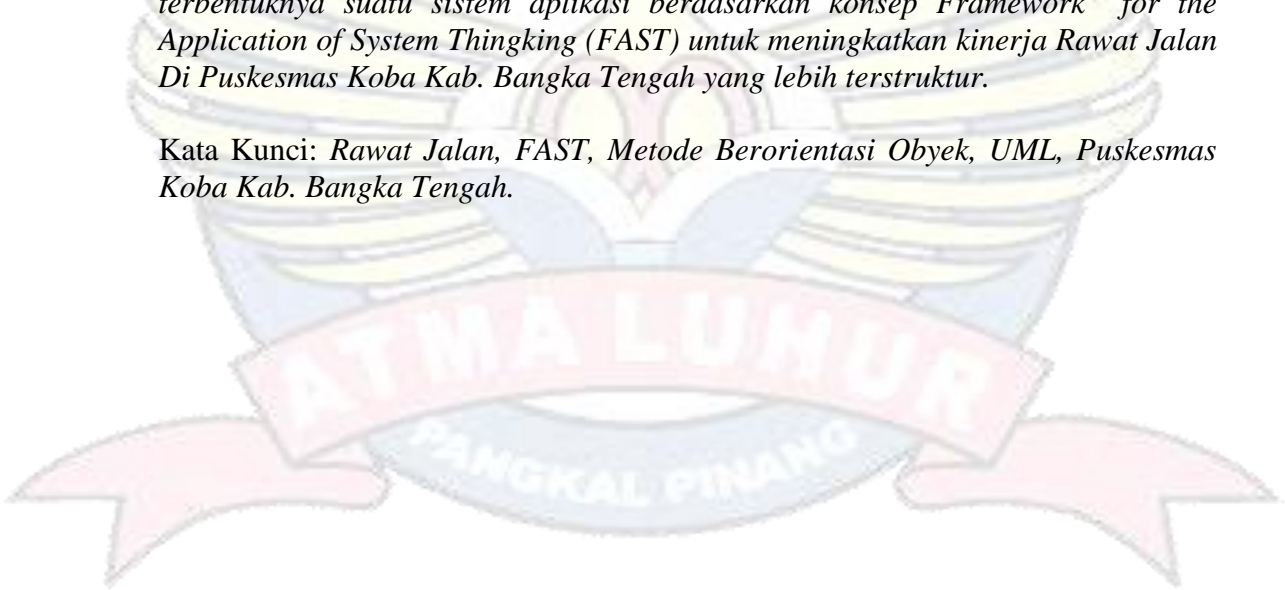 terbentuknya suatu sistem aplikasi berdasarkan konsep Framework for the
Application of System Thingking (FAST) untuk meningkatkan kinerja Rawat Jalan
Di Puskesmas Koba Kab. Bangka Tengah yang lebih terstruktur.
Kata Kunci: Rawat Jalan, FAST, Metode Berorientasi Obyek, UML, Puskesmas
Koba Kab. Bangka Tengah.
ATMA LUHUR
PANGKAL PINANG